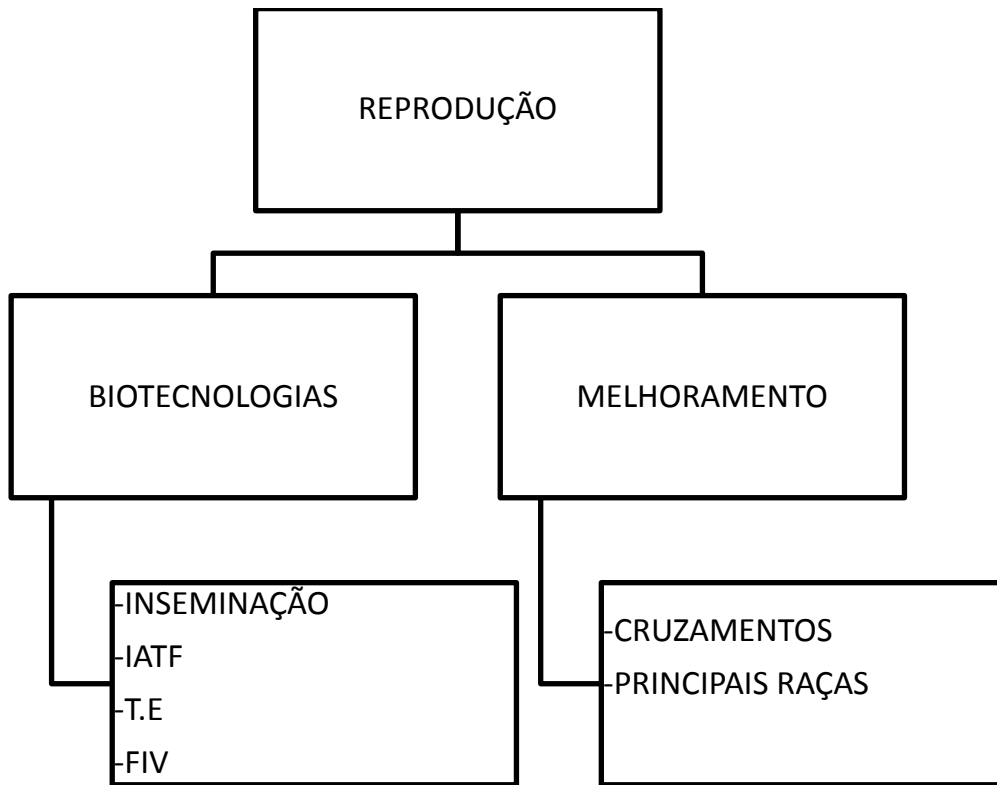 REPRODUÇÃO
BIOTECNOLOGIAS
MELHORAMENTO
-INSEMINAÇÃO
-IATF
-T.E
-FIV
-CRUZAMENTOS
-PRINCIPAIS RAÇAS